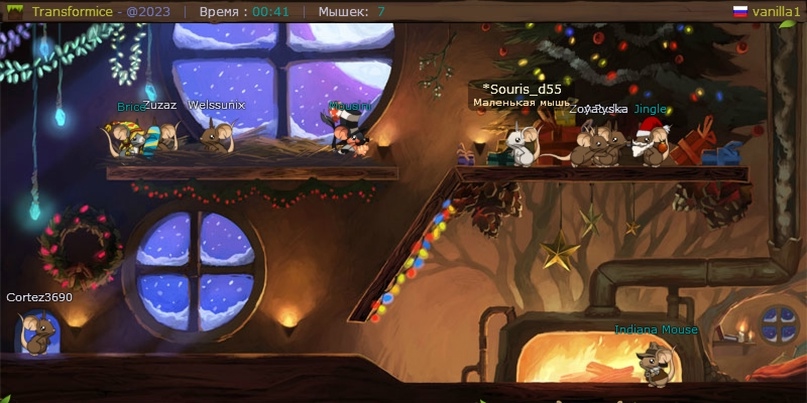 Transformice - @2023 | Время : 00:41 | Мышек: 7
vanilla1
*Souris_d55
Маленькая мышь
Zuzaz
Welssunix
Jingle
Cortez3690
Indiana Mouse